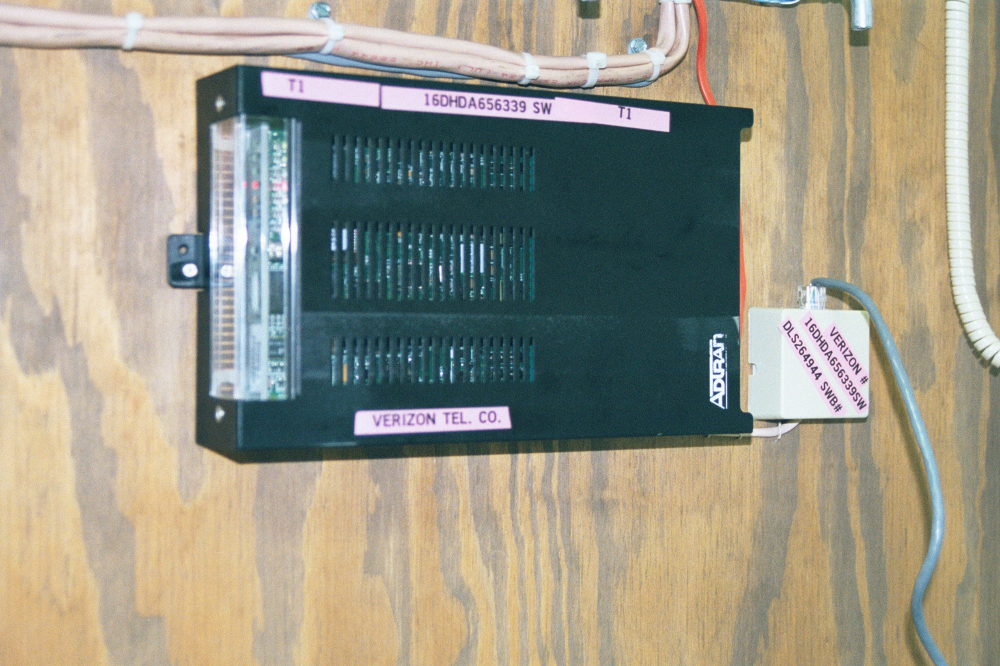 T1
16DHDA656339 SW
T1
VERIZON TEL. CO.
ADTRAN
VERIZON #
16DHDA656339SW
DLS264944 SWB#